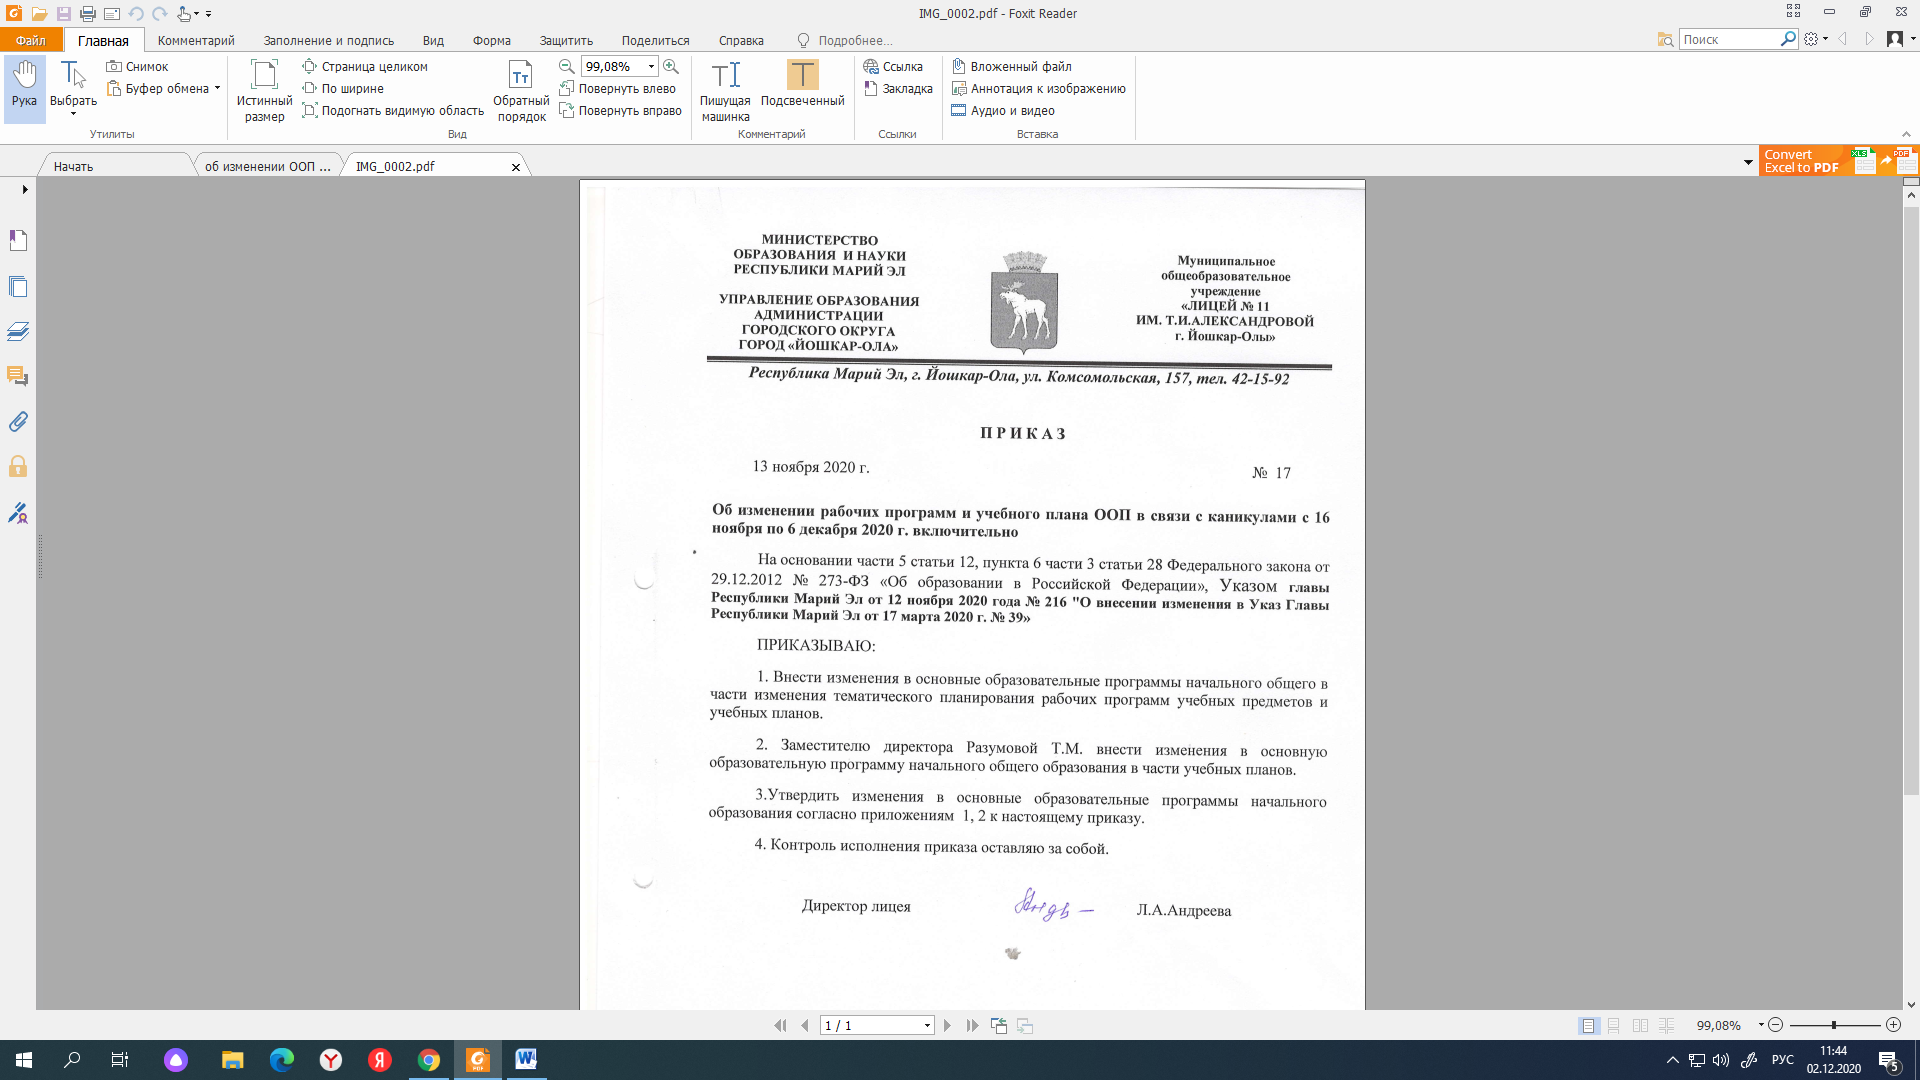 IMG_0002.pdf - Foxit Reader
Файл
Главная
Комментарий
Заполнение и подпись
Вид
Форма
Защитить
Поделиться
Справка
Подробнее...
Поиск
Рука
Выбрать
Снимок
Буфер обмена
Утилиты
Истинный
размер
Страница целиком
По ширине
Подогнать видимую область
Обратный
порядок
99,08%
Повернуть влево
Повернуть вправо
Вид
Пишущая
машинка
Подсвеченный
Комментарий
Ссылка
Закладка
Ссылки
Вложенный файл
Аннотация к изображению
Аудио и видео
Вставка
Начать
об изменении ООП ...
IMG_0002.pdf
Convert
Excel to PDF
XLS
PDF
МИНИСТЕРСТВО
ОБРАЗОВАНИЯ И НАУКИ
РЕСПУБЛИКИ МАРИЙ ЭЛ
УПРАВЛЕНИЕ ОБРАЗОВАНИЯ
АДМИНИСТРАЦИИ
ГОРОДСКОГО ОКРУГА
ГОРОД «ЙОШКАР-ОЛА»
Муниципальное
общеобразовательное
учреждение
«ЛИЦЕЙ № 11
ИМ. Т.И.АЛЕКСАНДРОВОЙ
г. Йошкар-Олы»
Республика Марий Эл, г. Йошкар-Ола, ул. Комсомольская, 157, тел. 42-15-92
П Р И К А З
13 ноября 2020 г.
№ 17
Об изменении рабочих программ и учебного плана ООП в связи с каникулами с 16
ноября по 6 декабря 2020 г. включительно
На основании части 5 статьи 12, пункта 6 части 3 статьи 28 Федерального закона от
29.12.2012 № 273-ФЗ «Об образовании в Российской Федерации», Указом главы
Республики Марий Эл от 12 ноября 2020 года № 216 "О внесении изменения в Указ Главы
Республики Марий Эл от 17 марта 2020 г. № 39»
ПРИКАЗЫВАЮ:
1. Внести изменения в основные образовательные программы начального общего в
части изменения тематического планирования рабочих программ учебных предметов и
учебных планов.
2. Заместителю директора Разумовой Т.М. внести изменения в основную
образовательную программу начального общего образования в части учебных планов.
3.Утвердить изменения в основные образовательные программы начального
образования согласно приложениям 1, 2 к настоящему приказу.
4. Контроль исполнения приказа оставляю за собой.
Директор лицея
Л.А.Андреева
1 / 1
99,08%
РУС
11:44
02.12.2020
5